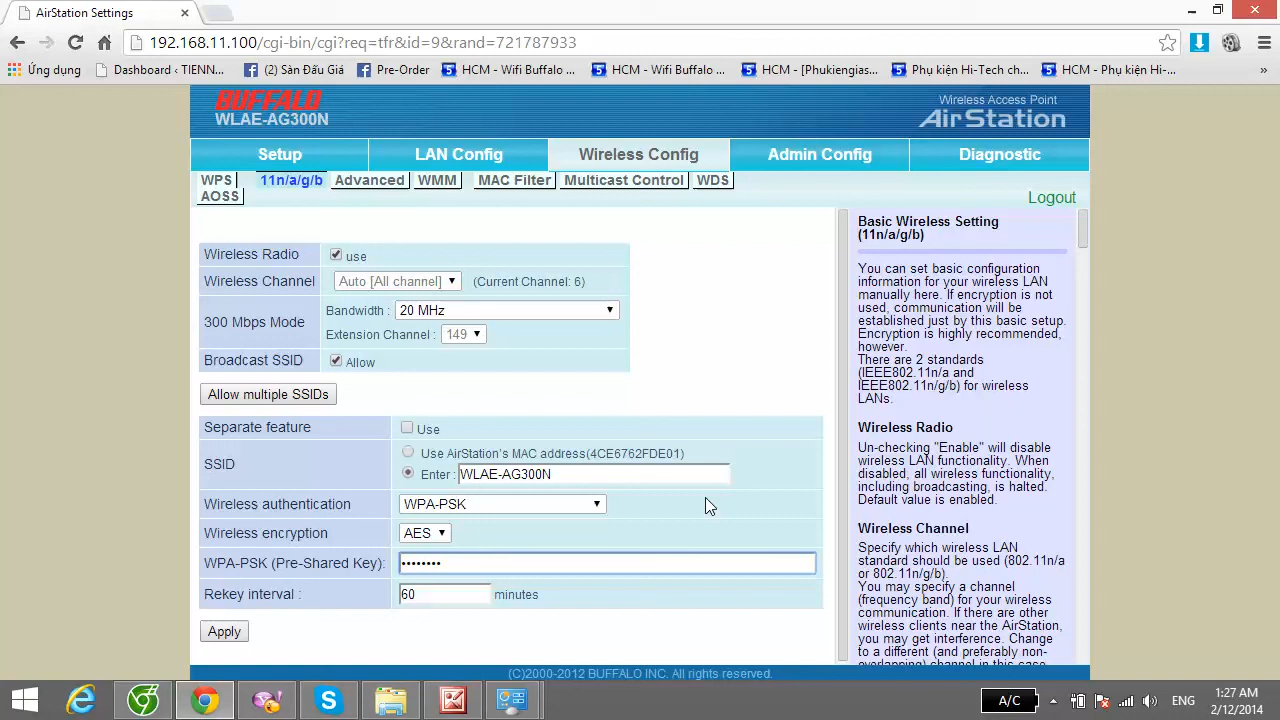 AirStation Settings
192.168.11.100/cgi-bin/cgi?req=tfr&id=9&rand=721787933
Ứng dụng Dashboard ‹ TIENN... (2) Sàn Đấu Giá Pre-Order HCM - Wifi Buffalo ... HCM - Wifi Buffalo ... HCM - [Phukiengias... Phụ kiện Hi-Tech ch... HCM - Phụ kiện Hi-... »
BUFFALO
WLAE-AG300N
Wireless Access Point
AirStation
Setup LAN Config Wireless Config Admin Config Diagnostic
WPS 11n/a/g/b Advanced WMM MAC Filter Multicast Control WDS
AOSS
Logout
Wireless Radio use
Wireless Channel Auto [All channel] (Current Channel: 6)
300 Mbps Mode
Bandwidth : 20 MHz
Extension Channel : 149
Broadcast SSID Allow
Allow multiple SSIDs
Separate feature Use
SSID
Use AirStation's MAC address(4CE6762FDE01)
Enter : WLAE-AG300N
Wireless authentication WPA-PSK
Wireless encryption AES
WPA-PSK (Pre-Shared Key): ••••••••
Rekey interval : 60 minutes
Apply
Basic Wireless Setting
(11n/a/g/b)
You can set basic configuration
information for your wireless LAN
manually here. If encryption is not
used, communication will be
established just by this basic setup.
Encryption is highly recommended,
however.
There are 2 standards
(IEEE802.11n/a and
IEEE802.11n/g/b) for wireless
LANs.
Wireless Radio
Un-checking "Enable" will disable
wireless LAN functionality. When
disabled, all wireless functionality,
including broadcasting, is halted.
Default value is enabled.
Wireless Channel
Specify which wireless LAN
standard should be used (802.11n/a
or 802.11n/g/b).
You may specify a channel
(frequency band) for your wireless
communication. If there are other
wireless clients near the AirStation,
you may get interference. Change
to a different (and preferably non-
overlapping) channel in this case.
(C)2000-2012 BUFFALO INC. All rights reserved.
A/C ENG 1:27 AM
2/12/2014